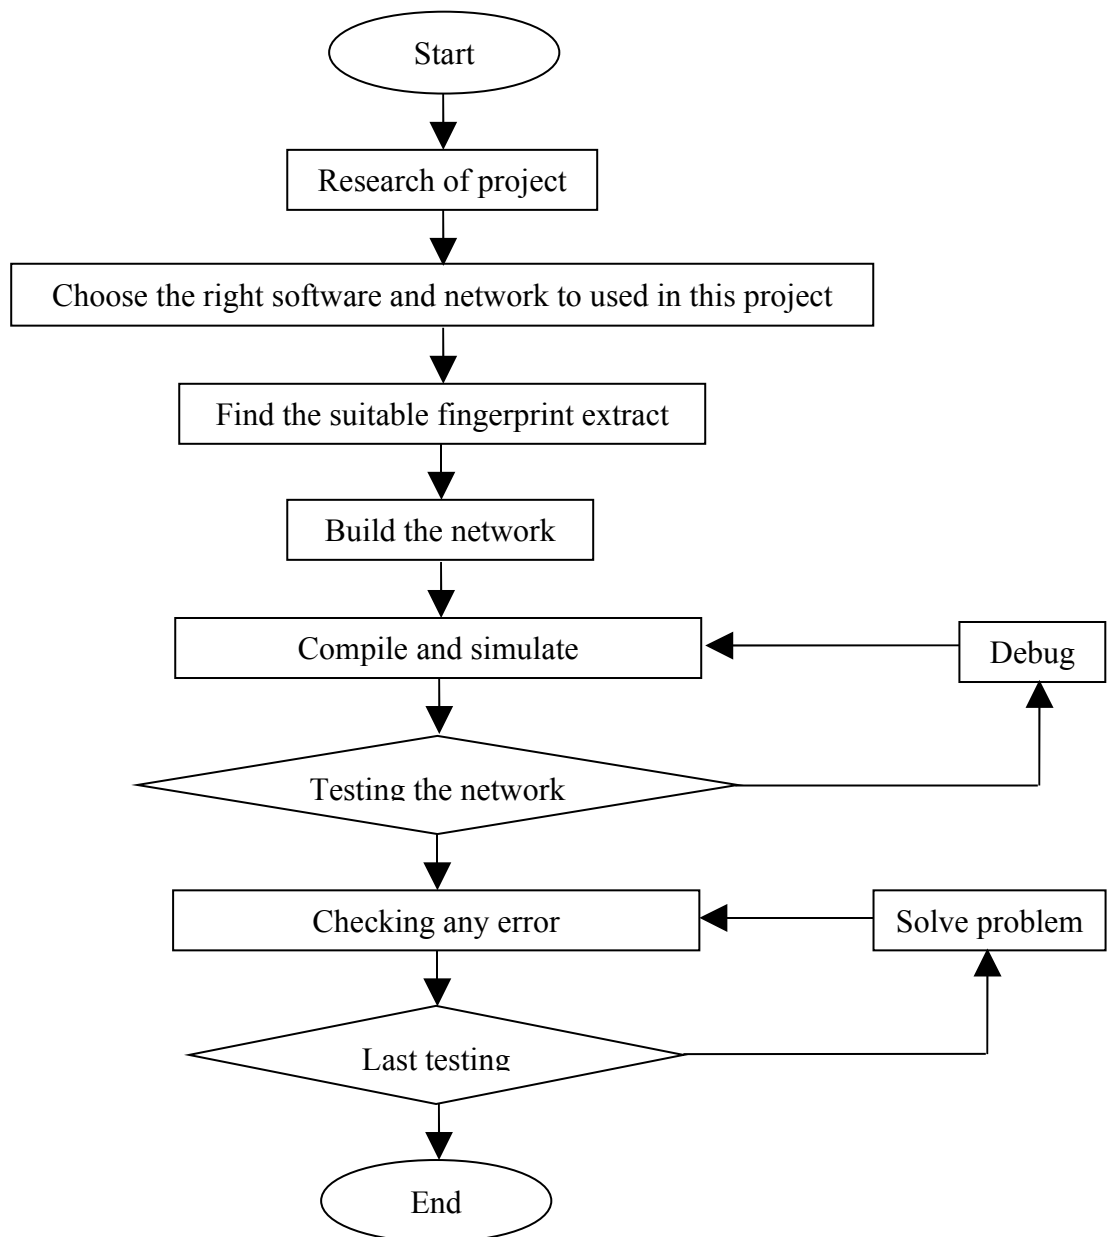 Start
Research of project
Choose the right software and network to used in this project
Find the suitable fingerprint extract
Build the network
Compile and simulate
Debug
Testing the network
Checking any error
Solve problem
Last testing
End